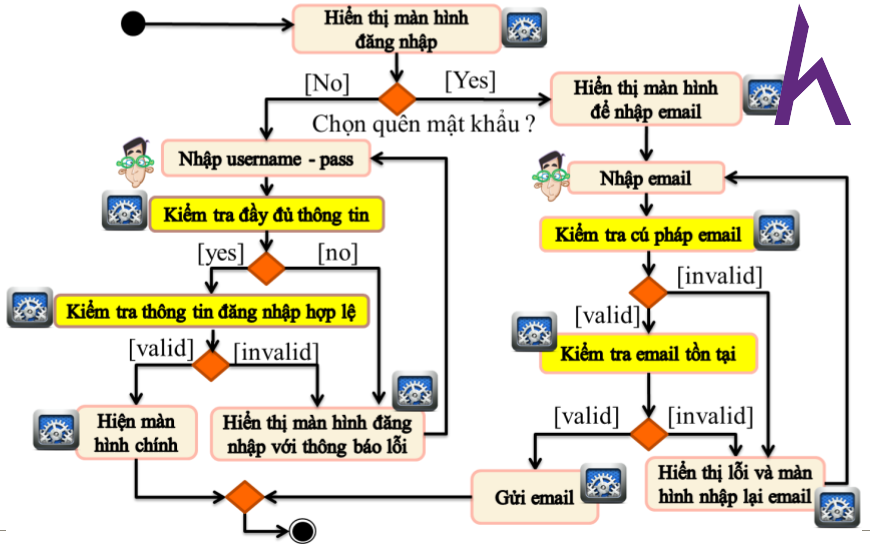 Hiển thị màn hình
đăng nhập
[No]
[Yes]
Chọn quên mật khẩu ?
Hiển thị màn hình
để nhập email
Nhập username - pass
Nhập email
Kiểm tra đầy đủ thông tin
Kiểm tra cú pháp email
[yes]
[no]
[invalid]
Kiểm tra thông tin đăng nhập hợp lệ
[valid]
Kiểm tra email tồn tại
[valid]
[invalid]
Hiện màn
hình chính
Hiển thị màn hình đăng
nhập với thông báo lỗi
[valid]
[invalid]
Gửi email
Hiển thị lỗi và màn
hình nhập lại email